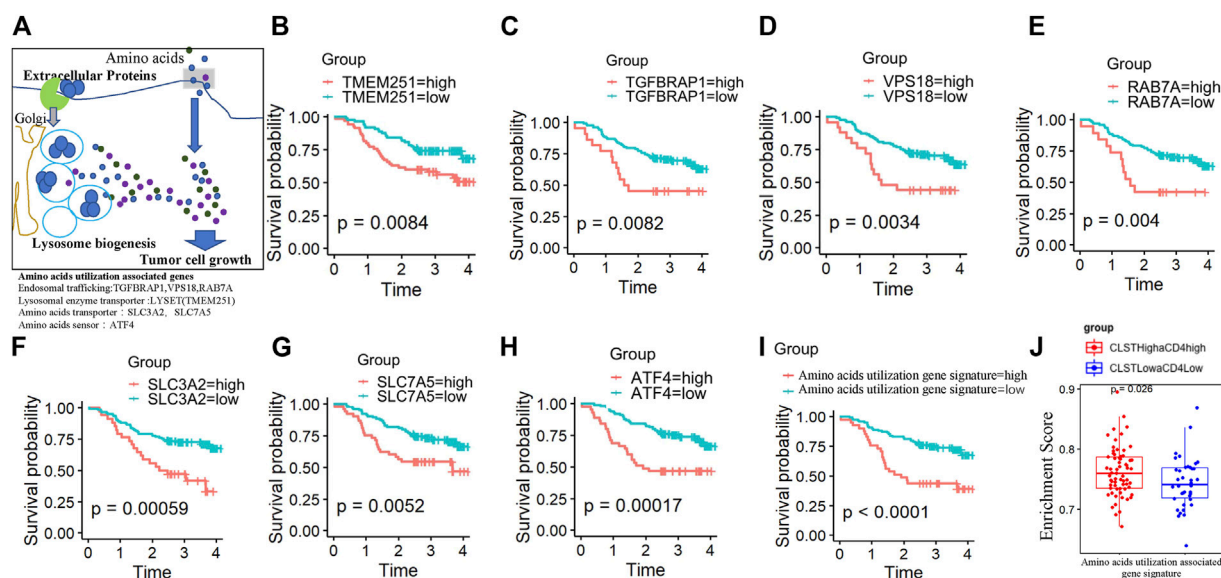 A
Amino acids
Extracellular Proteins
Golgi
Lysosome biogenesis
Tumor cell growth
Amino acids utilization associated genes
Endosomal trafficking:TGFBRAP1,VPS18,RAB7A
Lysosomal enzyme transporter :LYSET(TMEM251)
Amino acids transporter：SLC3A2、SLC7A5
Amino acids sensor：ATF4
B
Group
TMEM251=high
TMEM251=low
Survival probability
1.00
0.75
0.50
0.25
0.00
p = 0.0084
0 1 2 3 4
Time
C
Group
TGFBRAP1=high
TGFBRAP1=low
Survival probability
1.00
0.75
0.50
0.25
0.00
p = 0.0082
0 1 2 3 4
Time
D
Group
VPS18=high
VPS18=low
Survival probability
1.00
0.75
0.50
0.25
0.00
p = 0.0034
0 1 2 3 4
Time
E
Group
RAB7A=high
RAB7A=low
Survival probability
1.00
0.75
0.50
0.25
0.00
p = 0.004
0 1 2 3 4
Time
F
Group
SLC3A2=high
SLC3A2=low
Survival probability
1.00
0.75
0.50
0.25
0.00
p = 0.00059
0 1 2 3 4
Time
G
Group
SLC7A5=high
SLC7A5=low
Survival probability
1.00
0.75
0.50
0.25
0.00
p = 0.0052
0 1 2 3 4
Time
H
Group
ATF4=high
ATF4=low
Survival probability
1.00
0.75
0.50
0.25
0.00
p = 0.00017
0 1 2 3 4
Time
I
Group
Amino acids utilization gene signature=high
Amino acids utilization gene signature=low
Survival probability
1.00
0.75
0.50
0.25
0.00
p < 0.0001
0 1 2 3 4
Time
J
group
CLSTHighaCD4high
CLSTLowaCD4Low
p = 0.026
Enrichment Score
0.9
0.8
0.7
Amino acids utilization associated
gene signature